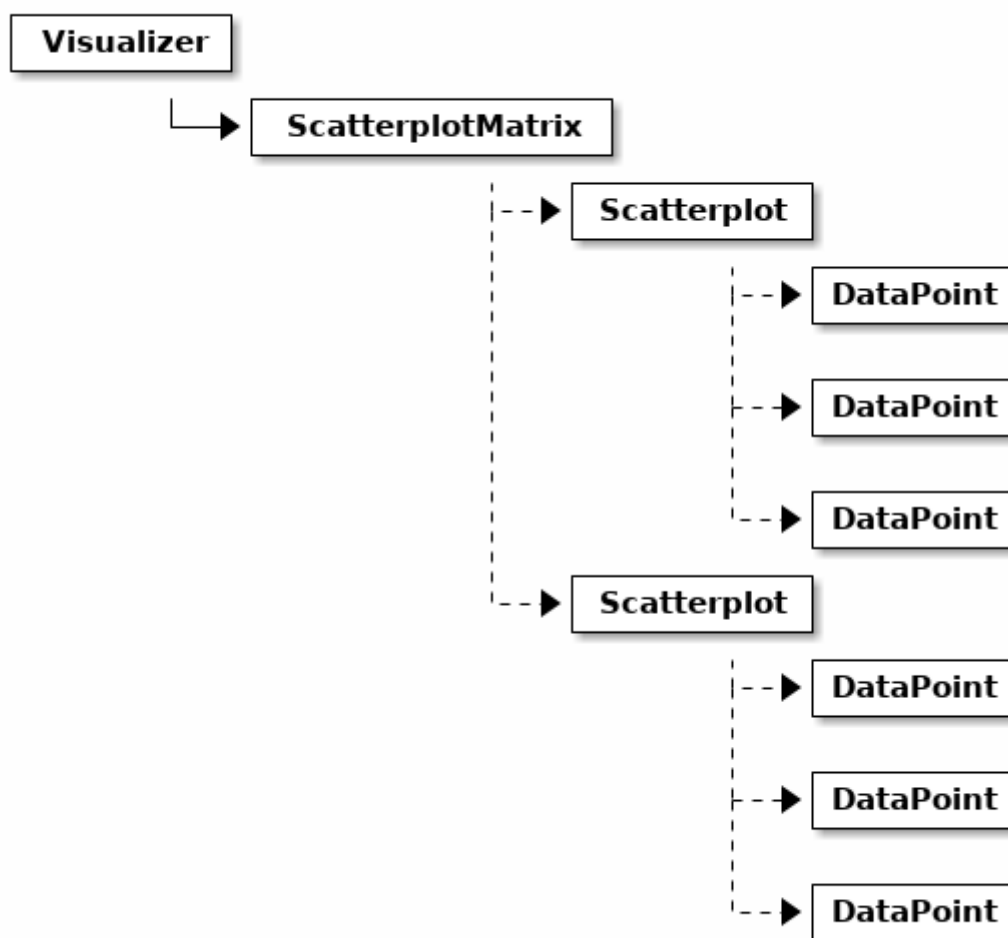 Visualizer
ScatterplotMatrix
Scatterplot
DataPoint
DataPoint
DataPoint
Scatterplot
DataPoint
DataPoint
DataPoint